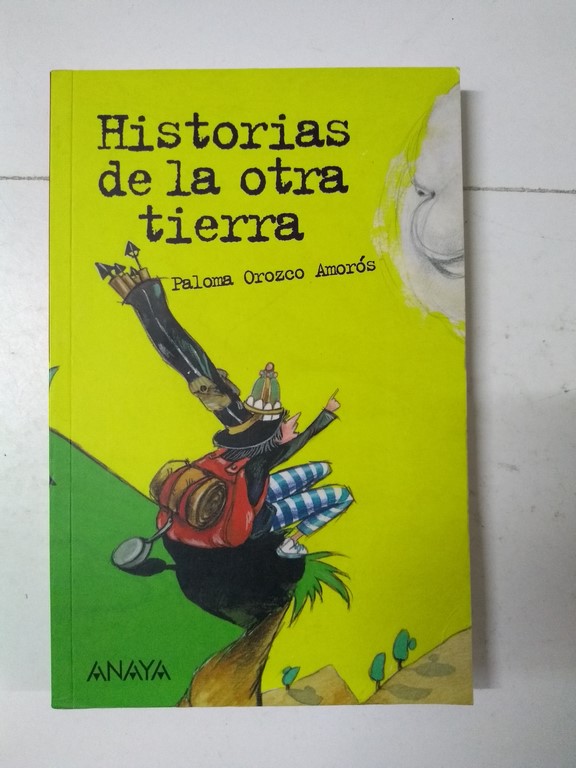 Historias
de la otra
tierra
Paloma Orozco Amorós
ANAYA